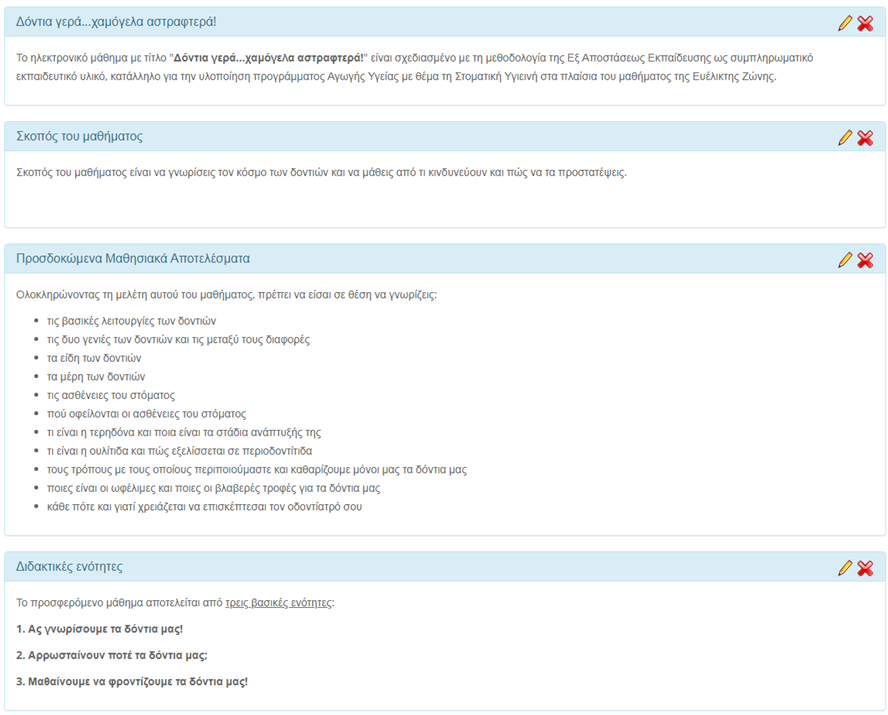 Δόντια γερά...χαμόγελα αστραφτερά!
Το ηλεκτρονικό μάθημα με τίτλο "Δόντια γερά...χαμόγελα αστραφτερά!" είναι σχεδιασμένο με τη μεθοδολογία της Εξ Αποστάσεως Εκπαίδευσης ως συμπληρωματικό
εκπαιδευτικό υλικό, κατάλληλο για την υλοποίηση προγράμματος Αγωγής Υγείας με θέμα τη Στοματική Υγιεινή στα πλαίσια του μαθήματος της Ευέλικτης Ζώνης.
Σκοπός του μαθήματος
Σκοπός του μαθήματος είναι να γνωρίσεις τον κόσμο των δοντιών και να μάθεις από τι κινδυνεύουν και πώς να τα προστατέψεις.
Προσδοκώμενα Μαθησιακά Αποτελέσματα
Ολοκληρώνοντας τη μελέτη αυτού του μαθήματος, πρέπει να είσαι σε θέση να γνωρίζεις:
• τις βασικές λειτουργίες των δοντιών
• τις δυο γενιές των δοντιών και τις μεταξύ τους διαφορές
• τα είδη των δοντιών
• τα μέρη των δοντιών
• τις ασθένειες του στόματος
• πού οφείλονται οι ασθένειες του στόματος
• τι είναι η τερηδόνα και ποια είναι τα στάδια ανάπτυξής της
• τι είναι η ουλίτιδα και πώς εξελίσσεται σε περιοδοντίτιδα
• τους τρόπους με τους οποίους περιποιούμαστε και καθαρίζουμε μόνοι μας τα δόντια μας
• ποιες είναι οι ωφέλιμες και ποιες οι βλαβερές τροφές για τα δόντια μας
• κάθε πότε και γιατί χρειάζεται να επισκέπτεσαι τον οδοντίατρό σου
Διδακτικές ενότητες
Το προσφερόμενο μάθημα αποτελείται από τρεις βασικές ενότητες:
1. Ας γνωρίσουμε τα δόντια μας!
2. Αρρωσταίνουν ποτέ τα δόντια μας;
3. Μαθαίνουμε να φροντίζουμε τα δόντια μας!